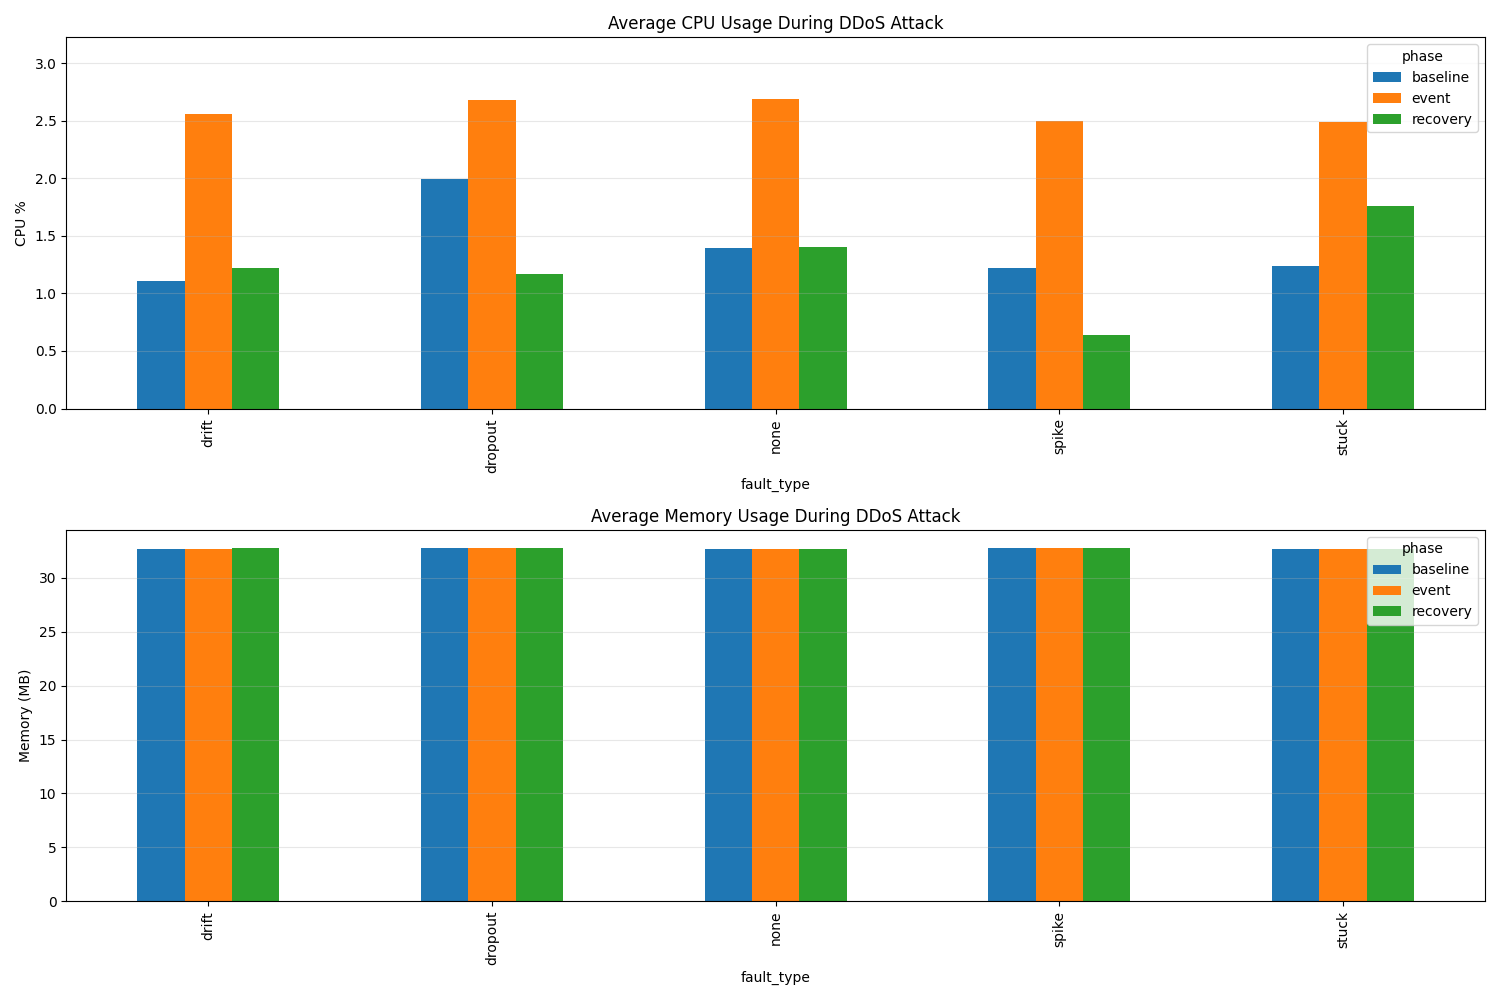 Average CPU Usage During DDoS Attack
CPU %
3.0
2.5
2.0
1.5
1.0
0.5
0.0
phase
baseline
event
recovery
drift
dropout
none
spike
stuck
fault_type
Average Memory Usage During DDoS Attack
Memory (MB)
30
25
20
15
10
5
0
phase
baseline
event
recovery
drift
dropout
none
spike
stuck
fault_type